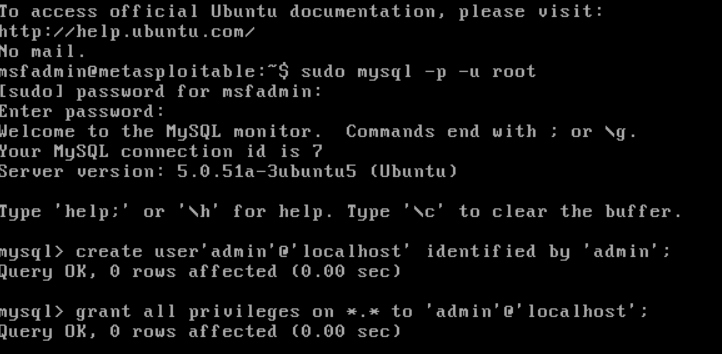 To access official Ubuntu documentation, please visit:
http://help.ubuntu.com/
No mail.
msfadmin@metasploitable:~$ sudo mysql -p -u root
[sudo] password for msfadmin:
Enter password:
Welcome to the MySQL monitor.  Commands end with ; or \g.
Your MySQL connection id is 7
Server version: 5.0.51a-3ubuntu5 (Ubuntu)
Type 'help;' or '\h' for help. Type '\c' to clear the buffer.
mysql> create user'admin'@'localhost' identified by 'admin';
Query OK, 0 rows affected (0.00 sec)
mysql> grant all privileges on *.* to 'admin'@'localhost';
Query OK, 0 rows affected (0.00 sec)